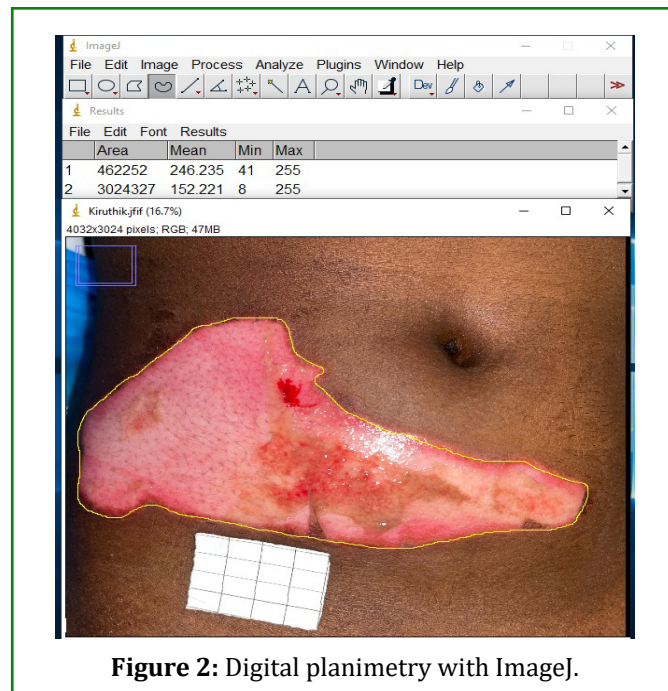 ImageJ
File Edit Image Process Analyze Plugins Window Help
A Dev >>
Results
File Edit Font Results
Area Mean Min Max
1 462252 246.235 41 255
2 3024327 152.221 8 255
Kiruthik.jfif (16.7%)
4032x3024 pixels; RGB; 47MB
Figure 2: Digital planimetry with ImageJ.